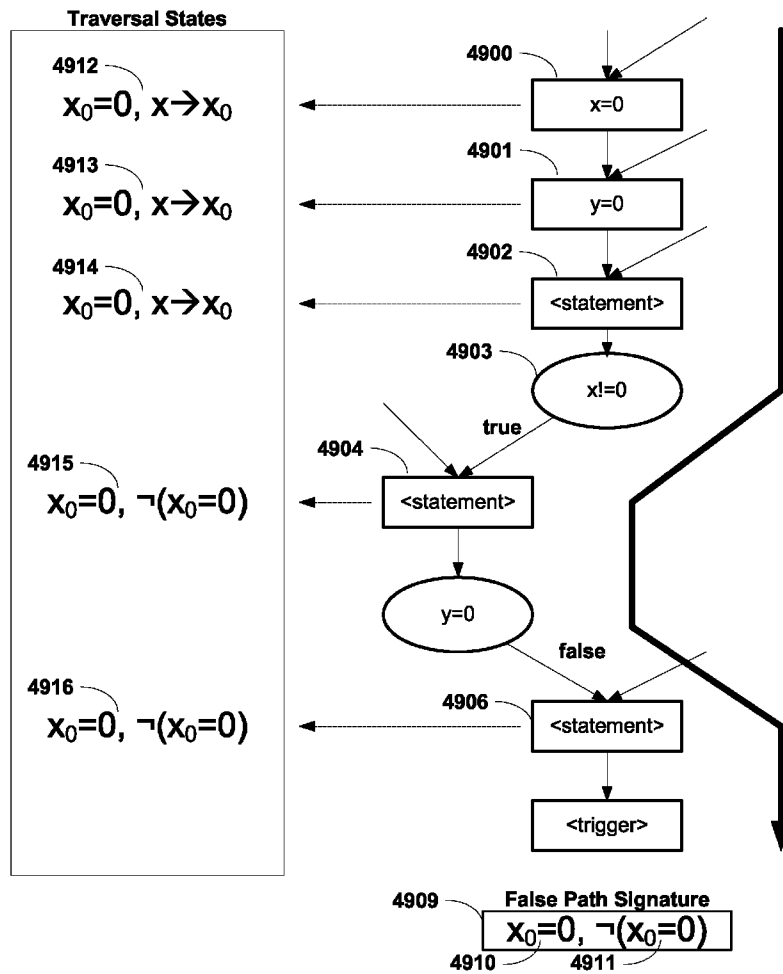 Traversal States
4912
x₀=0, x→x₀
4900
x=0
4913
x₀=0, x→x₀
4901
y=0
4914
x₀=0, x→x₀
4902
<statement>
4903
x!=0
true
4915
x₀=0, ¬(x₀=0)
4904
<statement>
y=0
false
4916
x₀=0, ¬(x₀=0)
4906
<statement>
<trigger>
False Path Signature
4909
x₀=0, ¬(x₀=0)
4910
4911